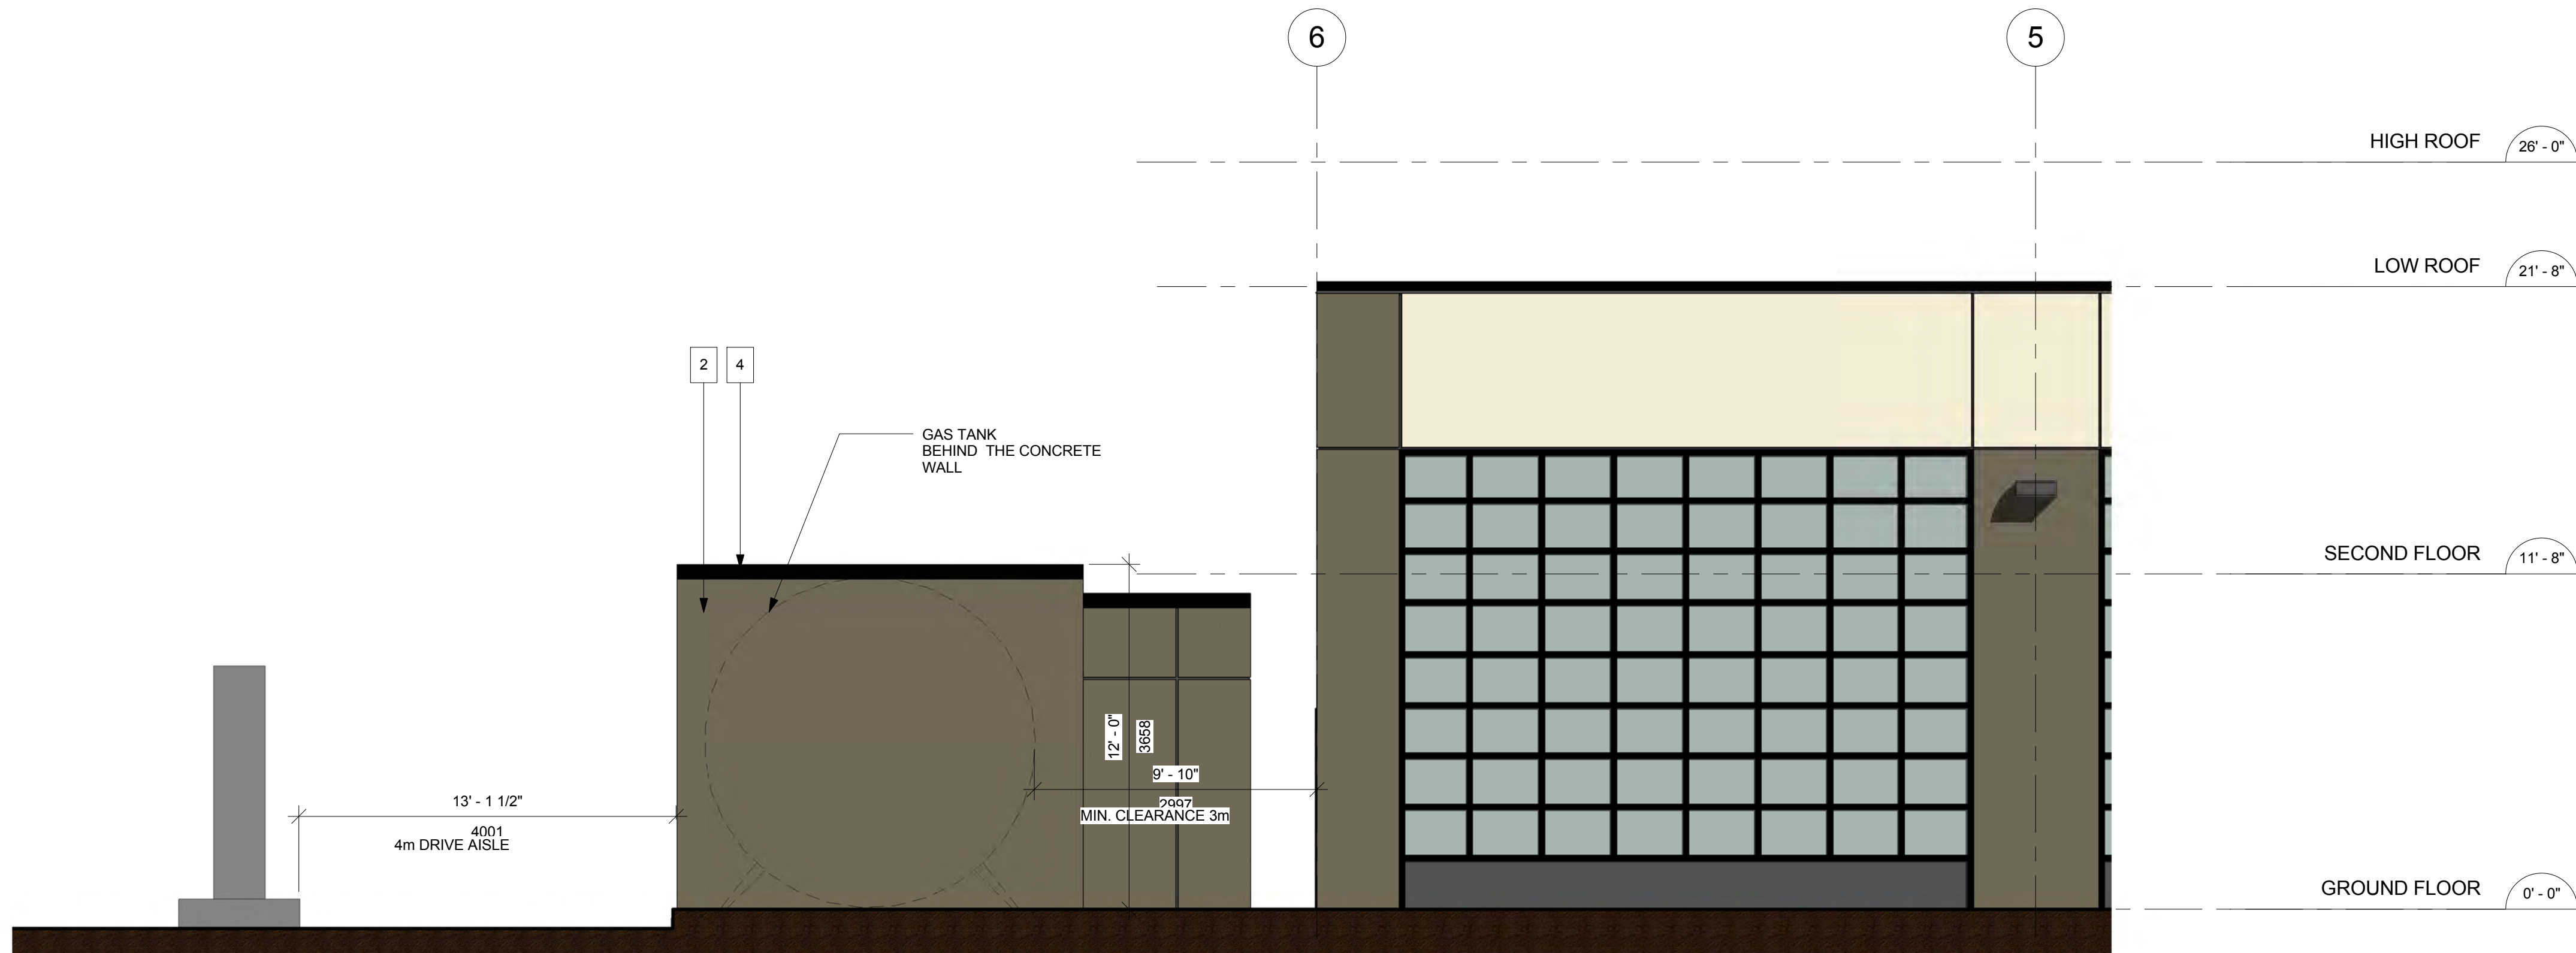 6
5
HIGH ROOF
26' - 0"
LOW ROOF
21' - 8"
2
4
GAS TANK
BEHIND THE CONCRETE
WALL
SECOND FLOOR
11' - 8"
12' - 0"
3658
9' - 10"
2997
MIN. CLEARANCE 3m
13' - 1 1/2"
4001
4m DRIVE AISLE
GROUND FLOOR
0' - 0"